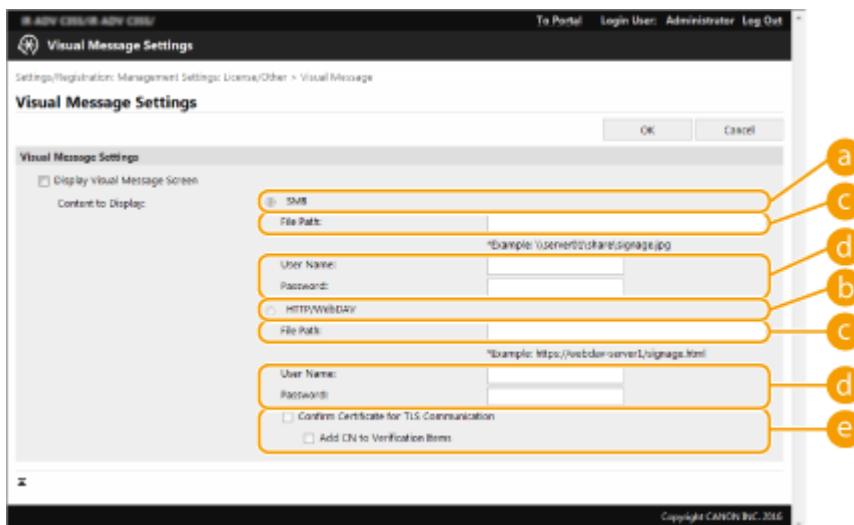 To Portal Login User: Administrator Log Out
Visual Message Settings
Settings/Registration: Management Settings: License/Other > Visual Message
Visual Message Settings
OK Cancel
Visual Message Settings
Display Visual Message Screen
Content to Display: SMB
a
File Path:
c
*Example: \\server01\share\signage.jpg
User Name:
d
Password:
HTTP/WebDAV
b
File Path:
c
*Example: https://webdav-server1/signage.html
User Name:
d
Password:
Confirm Certificate for TLS Communication
e
Add CN to Verification Items
Copyright CANON INC. 2016